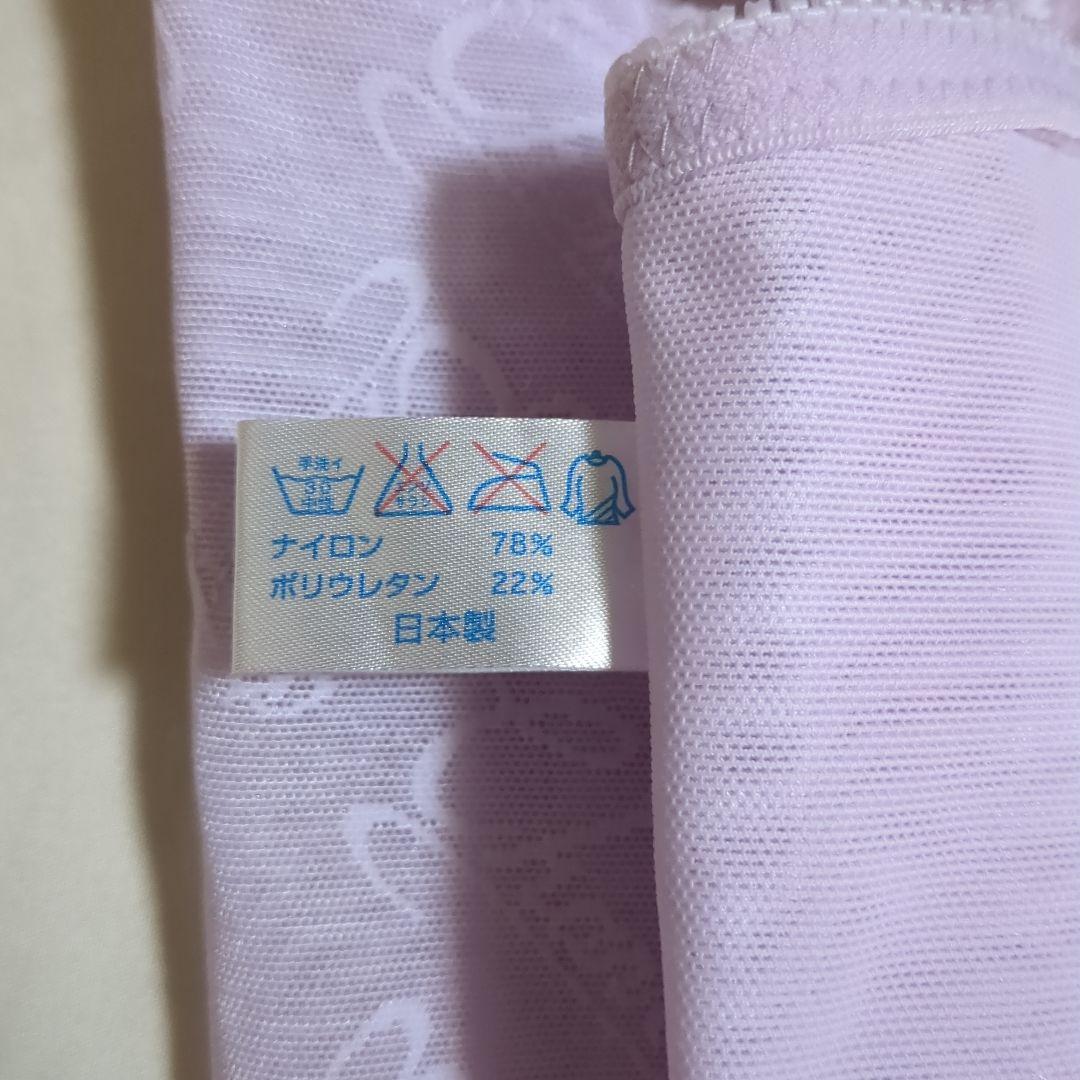 手洗イ
30
ナイロン 78%
ポリウレタン 22%
日本製